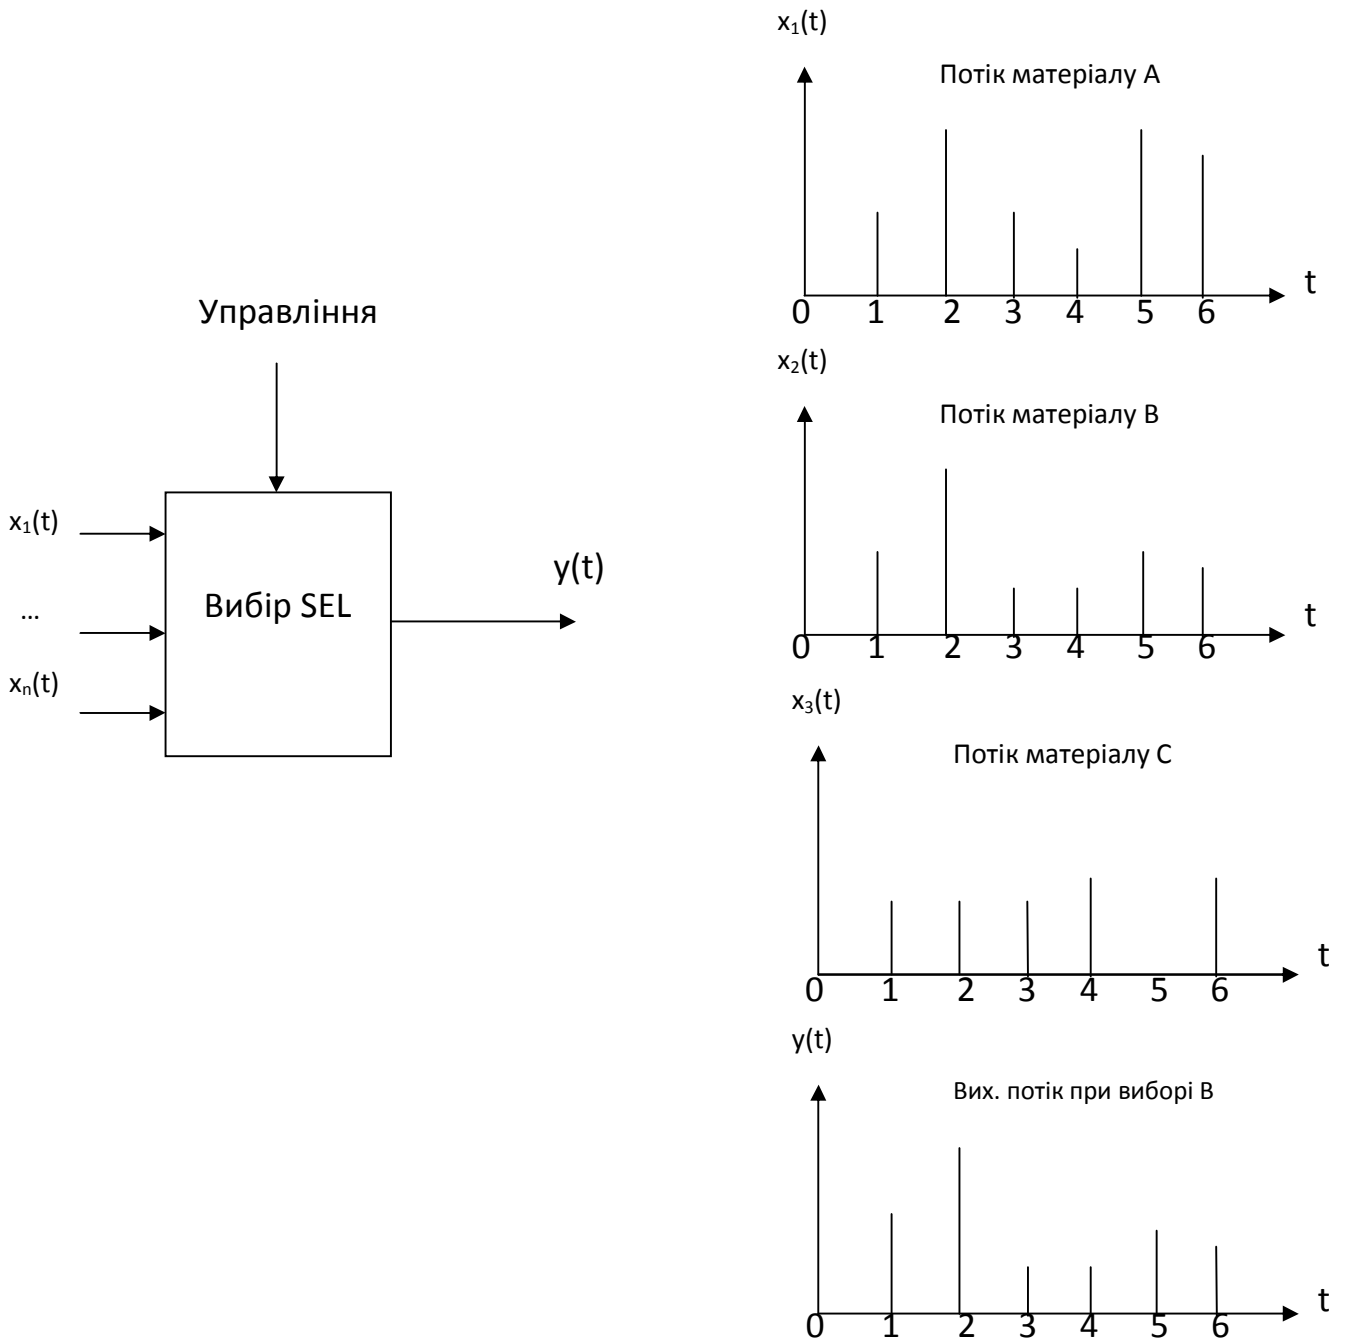 Управління
x₁(t)
...
xₙ(t)
Вибір SEL
y(t)
x₁(t)
Потік матеріалу A
t
0 1 2 3 4 5 6
x₂(t)
Потік матеріалу B
t
0 1 2 3 4 5 6
x₃(t)
Потік матеріалу C
t
0 1 2 3 4 5 6
y(t)
Вих. потік при виборі B
t
0 1 2 3 4 5 6